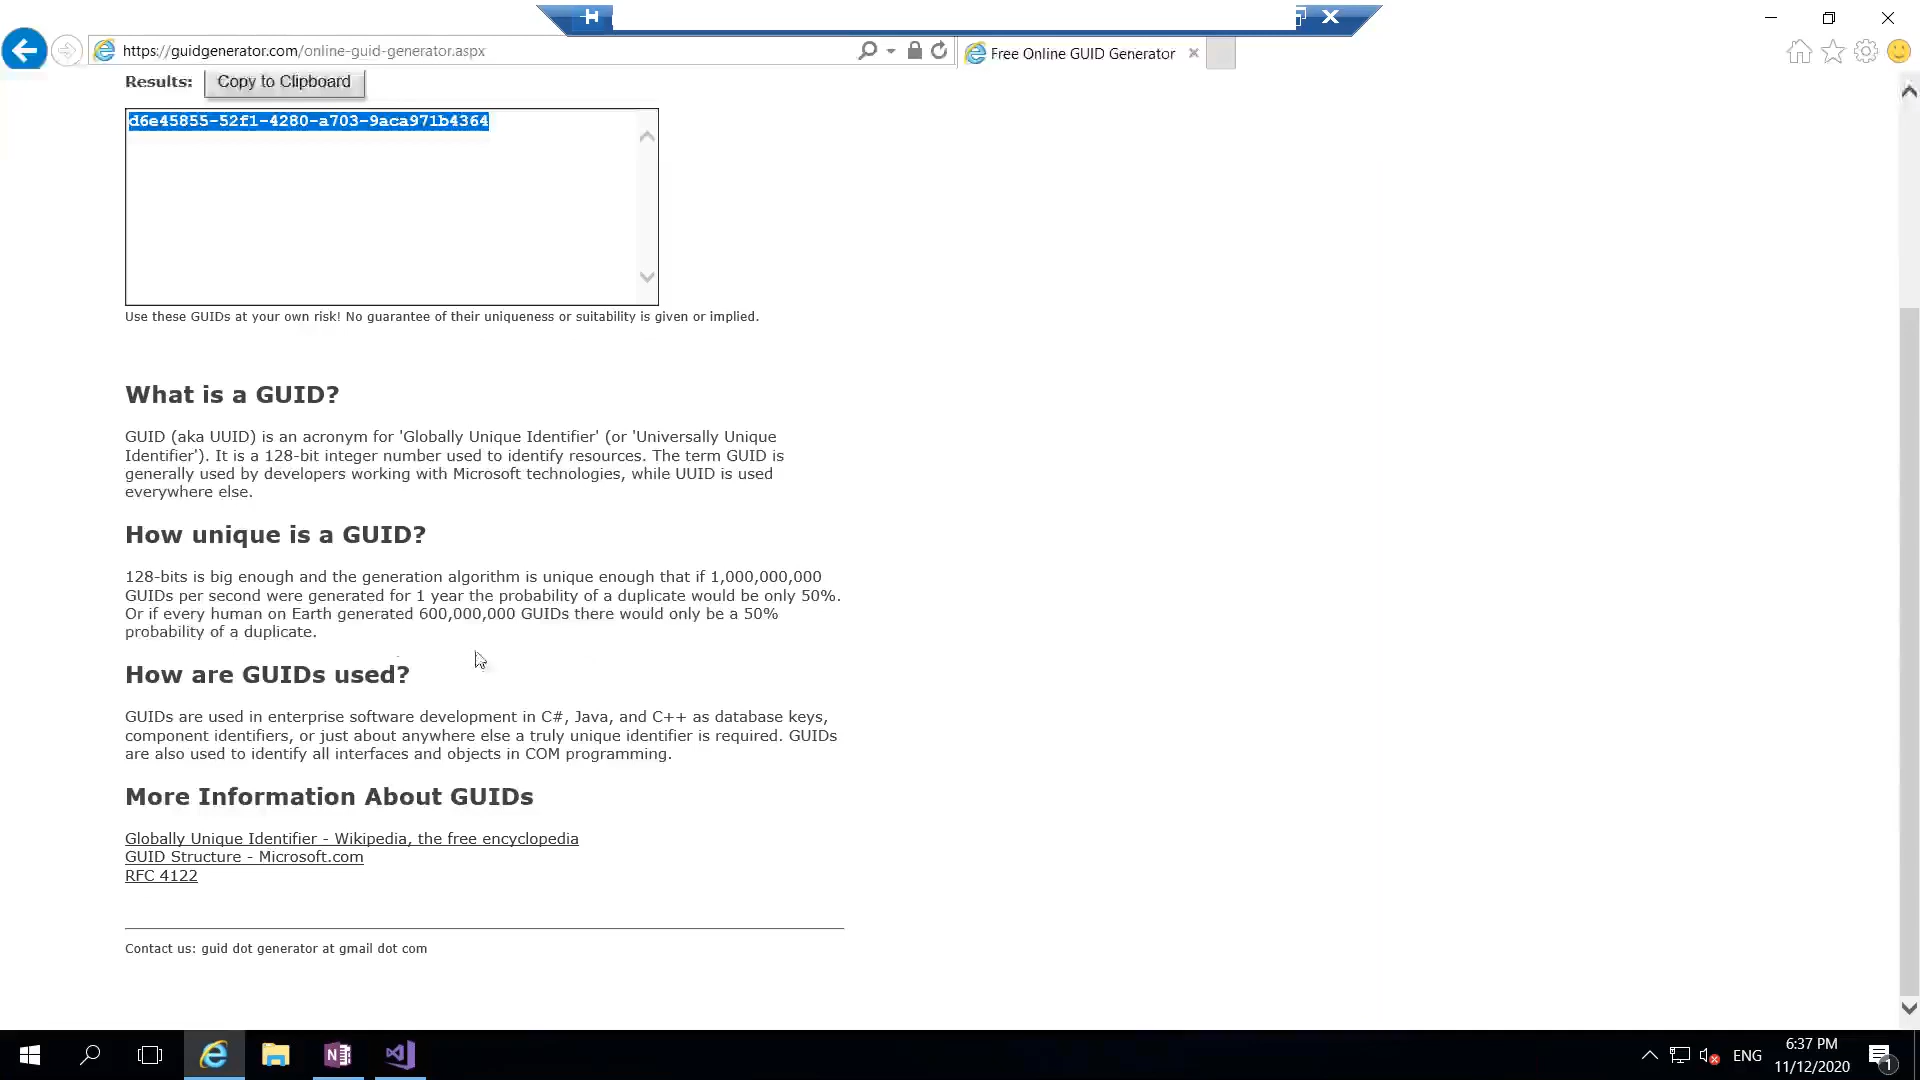 https://guidgenerator.com/online-guid-generator.aspx
Free Online GUID Generator
Results:
Copy to Clipboard
d6e45855-52f1-4280-a703-9aca971b4364
Use these GUIDs at your own risk! No guarantee of their uniqueness or suitability is given or implied.
What is a GUID?
GUID (aka UUID) is an acronym for 'Globally Unique Identifier' (or 'Universally Unique
Identifier'). It is a 128-bit integer number used to identify resources. The term GUID is
generally used by developers working with Microsoft technologies, while UUID is used
everywhere else.
How unique is a GUID?
128-bits is big enough and the generation algorithm is unique enough that if 1,000,000,000
GUIDs per second were generated for 1 year the probability of a duplicate would be only 50%.
Or if every human on Earth generated 600,000,000 GUIDs there would only be a 50%
probability of a duplicate.
How are GUIDs used?
GUIDs are used in enterprise software development in C#, Java, and C++ as database keys,
component identifiers, or just about anywhere else a truly unique identifier is required. GUIDs
are also used to identify all interfaces and objects in COM programming.
More Information About GUIDs
Globally Unique Identifier - Wikipedia, the free encyclopedia
GUID Structure - Microsoft.com
RFC 4122
Contact us: guid dot generator at gmail dot com
N
ENG
6:37 PM
11/12/2020
1